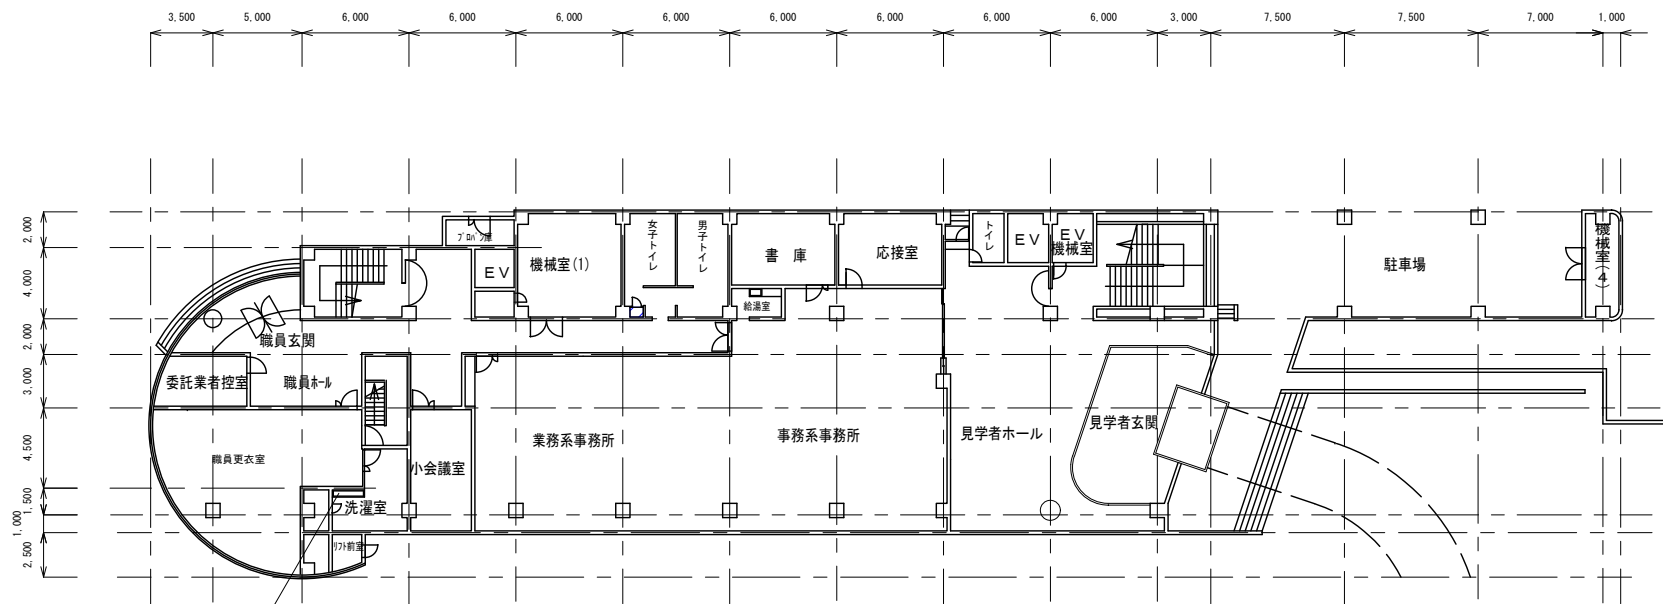 3,500 5,000 6,000 6,000 6,000 6,000 6,000 6,000 6,000 6,000 3,000 7,500 7,500 7,000 1,000
2,000
4,000
2,000
3,000
4,500
1,500
1,000
2,500
プロパン庫
EV
機械室(1)
女子トイレ
男子トイレ
書 庫
応接室
トイレ
EV
EV
機械室
駐車場
機械室(4)
給湯室
職員玄関
委託業者控室
職員ホール
職員更衣室
小会議室
業務系事務所
事務系事務所
見学者ホール
見学者玄関
洗濯室
リフト前室